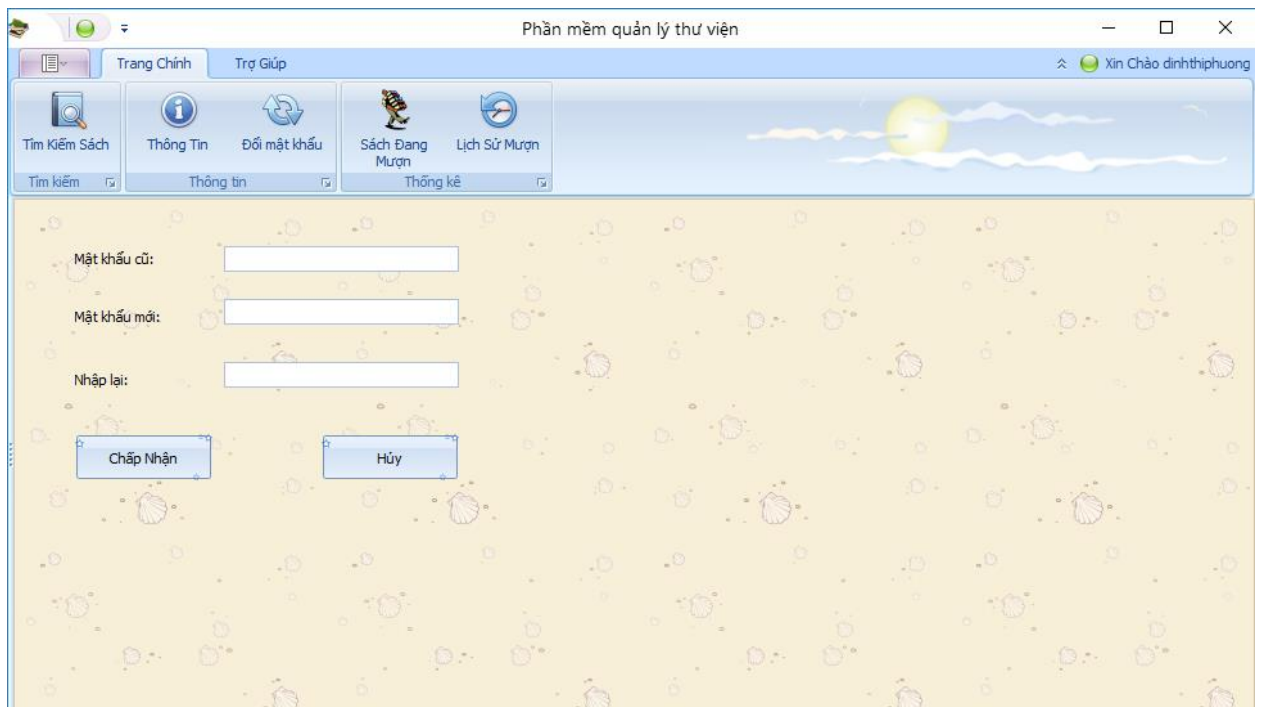 Phần mềm quản lý thư viện
Trang Chính Trợ Giúp Xin Chào dinhthiphuong
Tìm Kiếm Sách Thông Tin Đổi mật khẩu Sách Đang Mượn Lịch Sử Mượn
Tìm kiếm Thông tin Thống kê
Mật khẩu cũ:
Mật khẩu mới:
Nhập lại:
Chấp Nhận Hủy